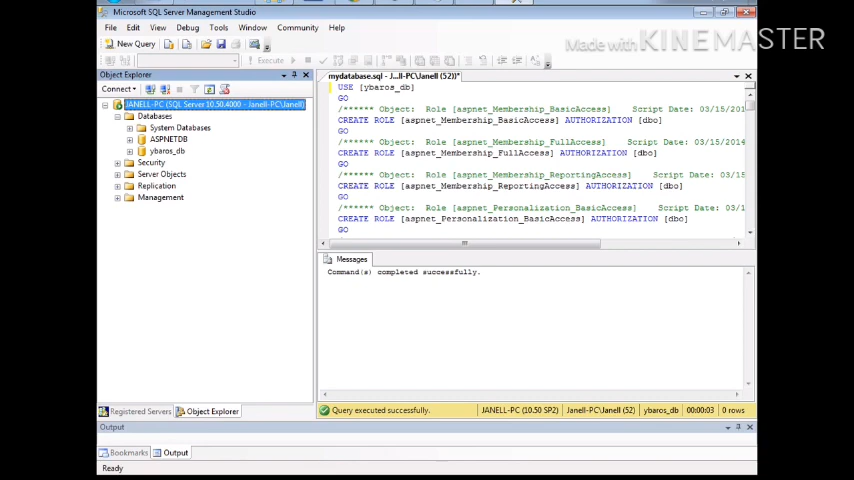 Microsoft SQL Server Management Studio
File Edit View Debug Tools Window Community Help
Made with KINEMASTER
New Query
Execute
Object Explorer
mydatabase.sql - J...ll-PC\Janell (52))*
Connect
JANELL-PC (SQL Server 10.50.4000 - Janell-PC\Janell)
Databases
System Databases
ASPNETDB
ybaros_db
Security
Server Objects
Replication
Management
USE [ybaros_db]
GO
/****** Object:  Role [aspnet_Membership_BasicAccess]    Script Date: 03/15/201
CREATE ROLE [aspnet_Membership_BasicAccess] AUTHORIZATION [dbo]
GO
/****** Object:  Role [aspnet_Membership_FullAccess]    Script Date: 03/15/2014
CREATE ROLE [aspnet_Membership_FullAccess] AUTHORIZATION [dbo]
GO
/****** Object:  Role [aspnet_Membership_ReportingAccess]    Script Date: 03/
CREATE ROLE [aspnet_Membership_ReportingAccess] AUTHORIZATION [dbo]
GO
/****** Object:  Role [aspnet_Personalization_BasicAccess]    Script Date: 03/1
CREATE ROLE [aspnet_Personalization_BasicAccess] AUTHORIZATION [dbo]
GO
Messages
Command(s) completed successfully.
Registered Servers Object Explorer
Query executed successfully. JANELL-PC (10.50 SP2) Janell-PC\Janell (52) ybaros_db 00:00:03 0 rows
Output
Bookmarks Output
Ready